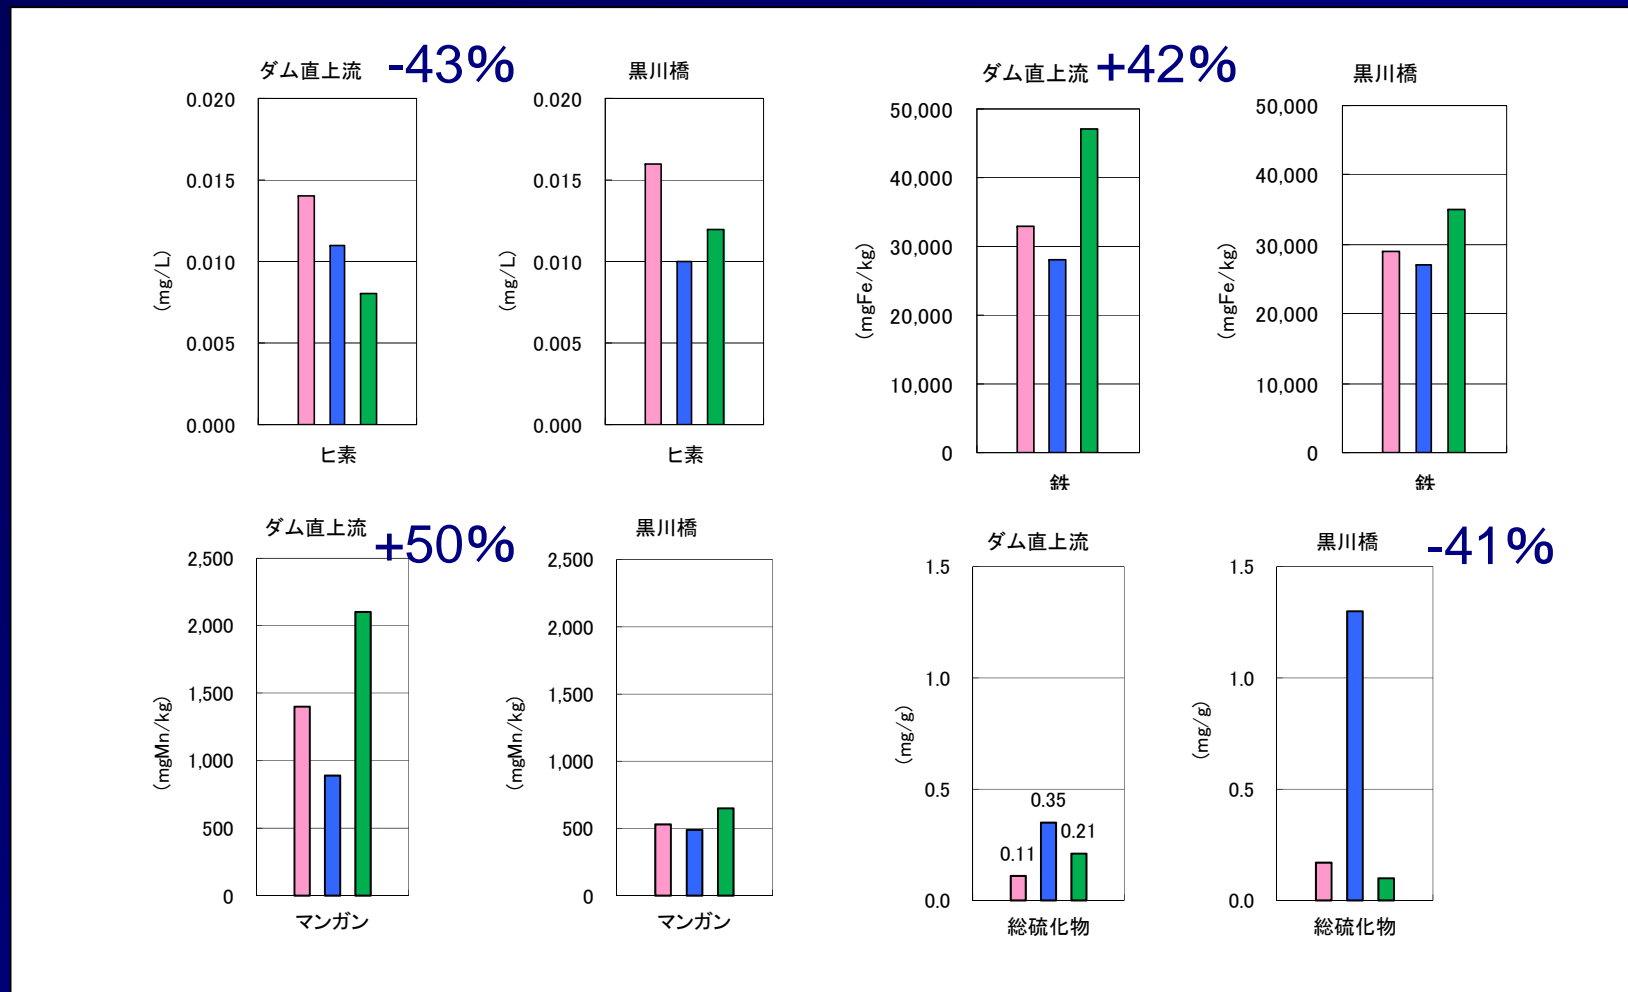 ダム直上流 -43%
0.020
0.015
0.010
0.005
0.000
(mg/L)
ヒ素
黒川橋
0.020
0.015
0.010
0.005
0.000
(mg/L)
ヒ素
ダム直上流 +42%
50,000
40,000
30,000
20,000
10,000
0
(mgFe/kg)
鉄
黒川橋
50,000
40,000
30,000
20,000
10,000
0
(mgFe/kg)
鉄
ダム直上流 +50%
2,500
2,000
1,500
1,000
500
0
(mgMn/kg)
マンガン
黒川橋
2,500
2,000
1,500
1,000
500
0
(mgMn/kg)
マンガン
ダム直上流
1.5
1.0
0.5
0.0
(mg/g)
0.11
0.35
0.21
総硫化物
黒川橋 -41%
1.5
1.0
0.5
0.0
(mg/g)
総硫化物